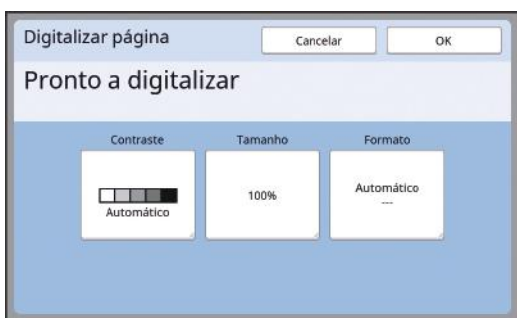 Digitalizar página
Cancelar
OK
Pronto a digitalizar
Contraste
Tamanho
Formato
Automático
100%
Automático
---